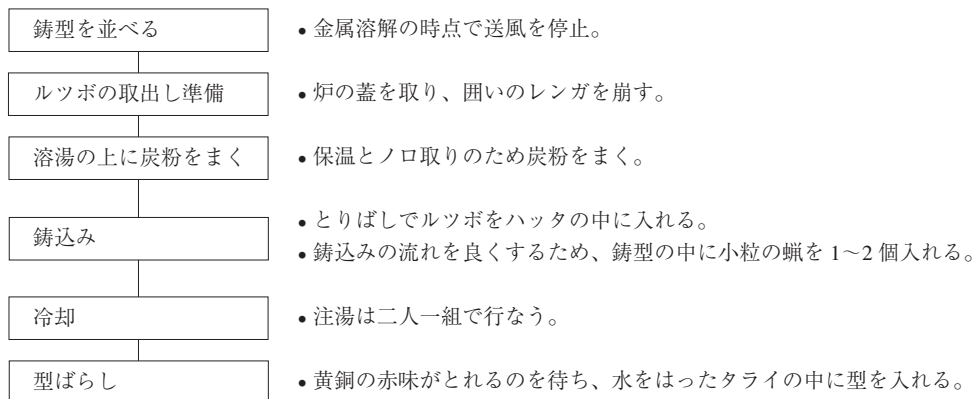 鋳型を並べる
• 金属溶解の時点で送風を停止。
ルツボの取出し準備
• 炉の蓋を取り、囲いのレンガを崩す。
溶湯の上に炭粉をまく
• 保温とノロ取りのため炭粉をまく。
鋳込み
• とりばしでルツボをハッタの中に入れる。
• 鋳込みの流れを良くするため、鋳型の中に小粒の蝋を 1〜2 個入れる。
冷却
• 注湯は二人一組で行なう。
型ばらし
• 黄銅の赤味がとれるのを待ち、水をはったタライの中に型を入れる。